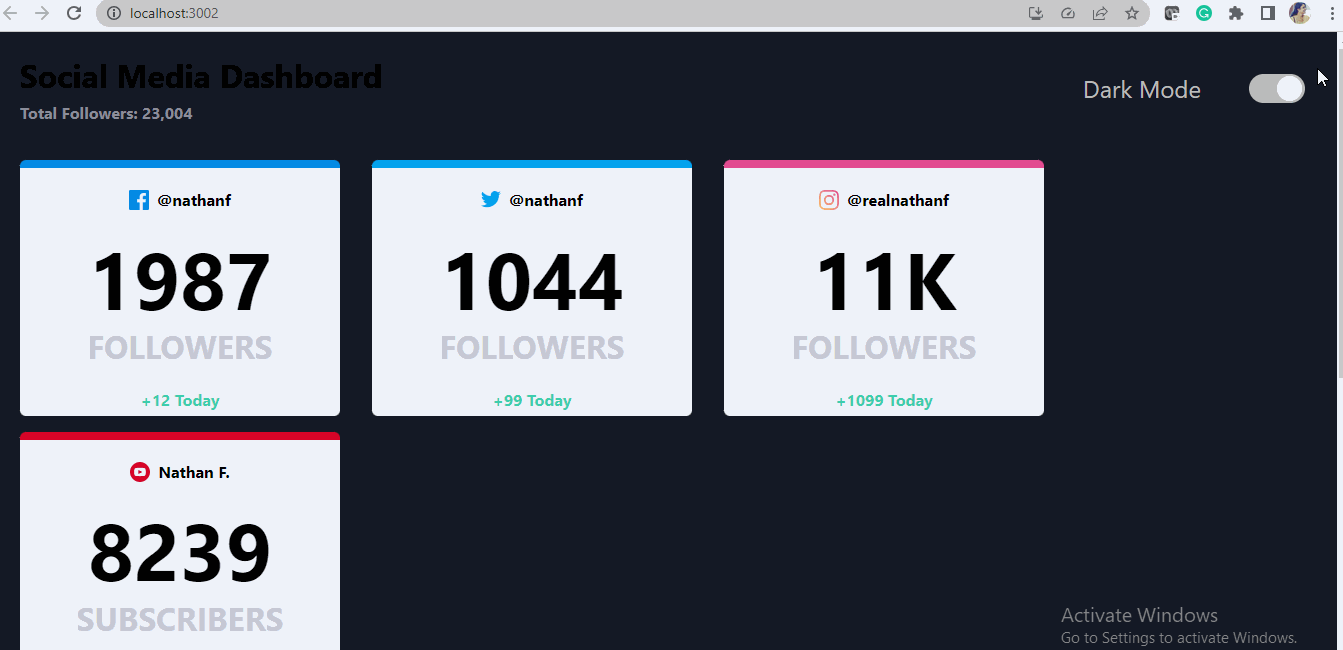 localhost:3002
Social Media Dashboard
Total Followers: 23,004
Dark Mode
@nathanf
1987
FOLLOWERS
+12 Today
@nathanf
1044
FOLLOWERS
+99 Today
@realnathanf
11K
FOLLOWERS
+1099 Today
Nathan F.
8239
SUBSCRIBERS
Activate Windows
Go to Settings to activate Windows.